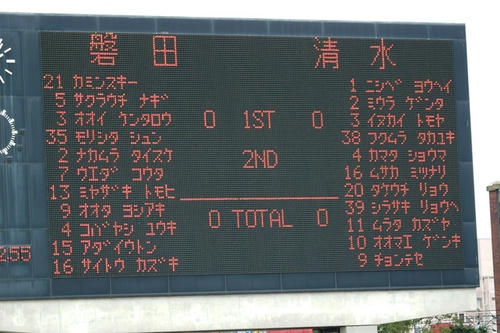 磐田 清水
21 カミンスキー
5 サクラウチ ナギサ
3 オオイ ケンタロウ
35 モリシタ シュン
2 ナカムラ タイスケ
7 ウエダ コウタ
13 ミヤザキ トモヒ
9 オオタ ヨシアキ
4 コバヤシ ユウキ
15 アダイウトン
16 サイトウ カズキ
0 1ST 0
2ND
0 TOTAL 0
1 ニシベ ヨウヘイ
2 ミウラ ゲンタ
3 イヌカイ トモヤ
38 フクムラ タカユキ
4 カマタ ショウマ
16 ムサカ ミツナリ
20 タケウチ リョウ
39 シラサキ リョウヘ
11 ムラタ カズヤ
10 オオマエ ゲンキ
9 チョンテセ